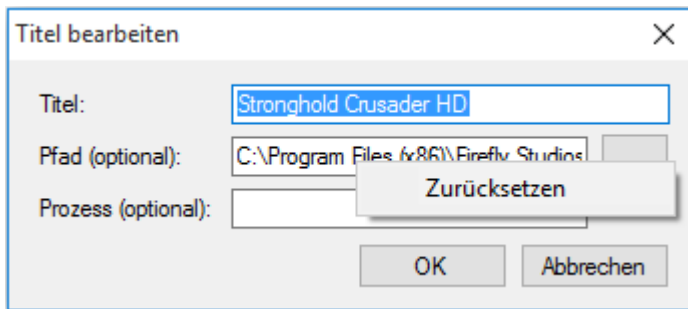 Titel bearbeiten
Titel: Stronghold Crusader HD
Pfad (optional): C:\Program Files (x86)\Firefly Studios
Zurücksetzen
Prozess (optional):
OK Abbrechen